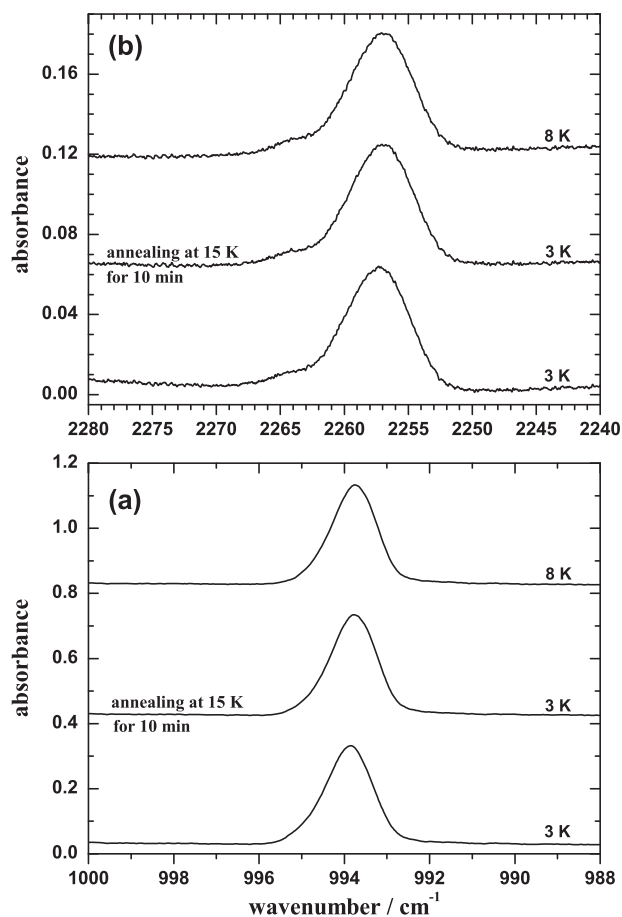 (b)
0.16
0.12
0.08
0.04
0.00
absorbance
8 K
3 K
annealing at 15 K
for 10 min
3 K
2280 2275 2270 2265 2260 2255 2250 2245 2240
(a)
1.2
1.0
0.8
0.6
0.4
0.2
0.0
absorbance
8 K
3 K
annealing at 15 K
for 10 min
3 K
1000 998 996 994 992 990 988
wavenumber / cm⁻¹